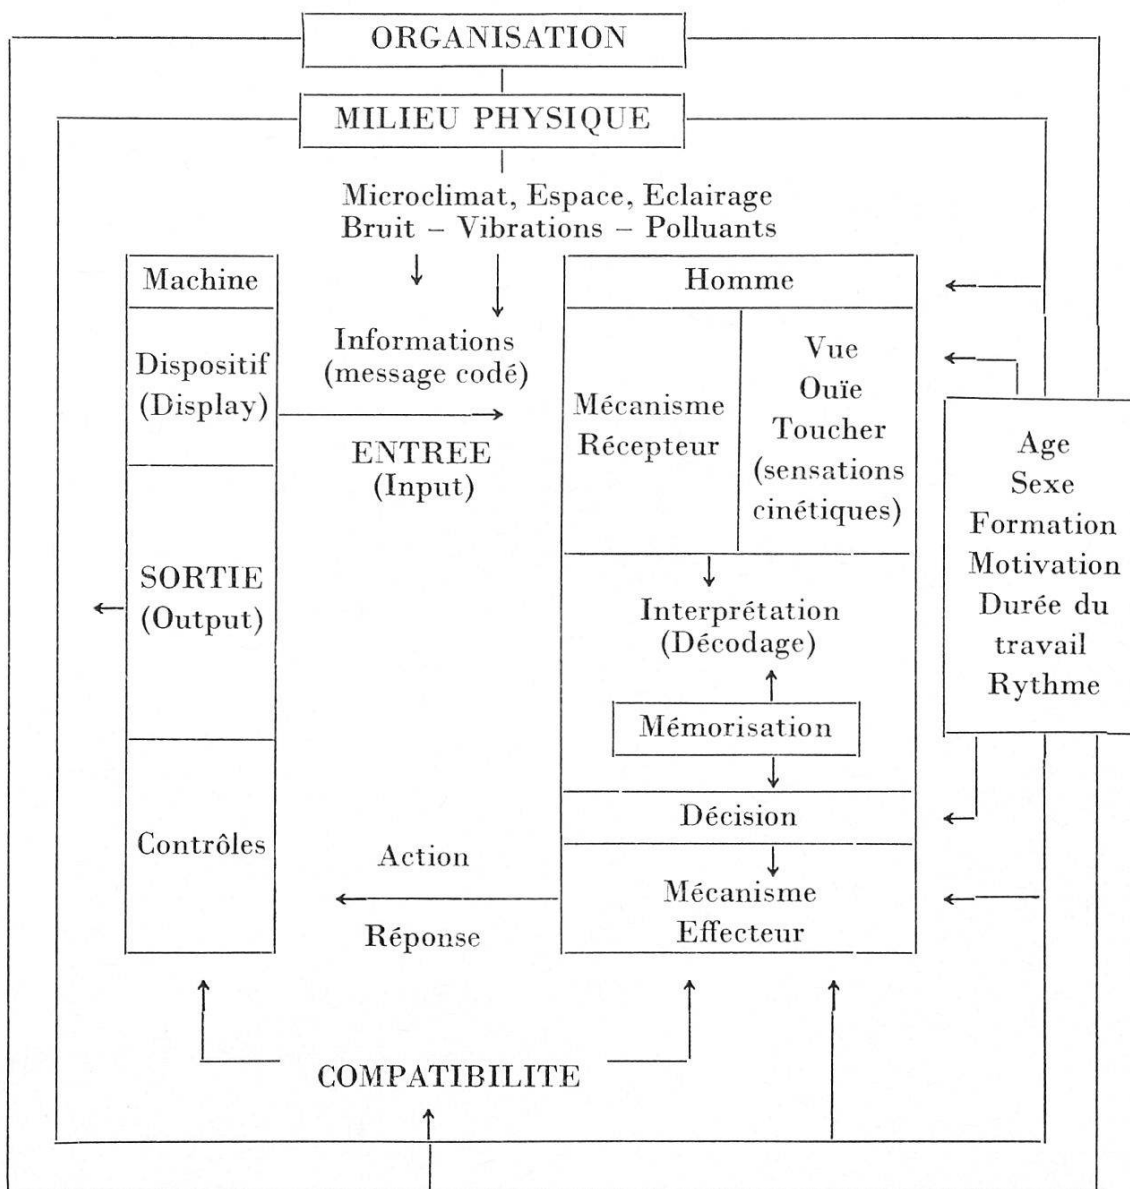 ORGANISATION
MILIEU PHYSIQUE
Microclimat, Espace, Eclairage
Bruit – Vibrations – Polluants
Machine
Dispositif
(Display)
SORTIE
(Output)
Contrôles
Informations
(message codé)
ENTREE
(Input)
Action
Réponse
Homme
Mécanisme
Récepteur
Vue
Ouïe
Toucher
(sensations
cinétiques)
Interprétation
(Décodage)
Mémorisation
Décision
Mécanisme
Effecteur
Age
Sexe
Formation
Motivation
Durée du
travail
Rythme
COMPATIBILITE